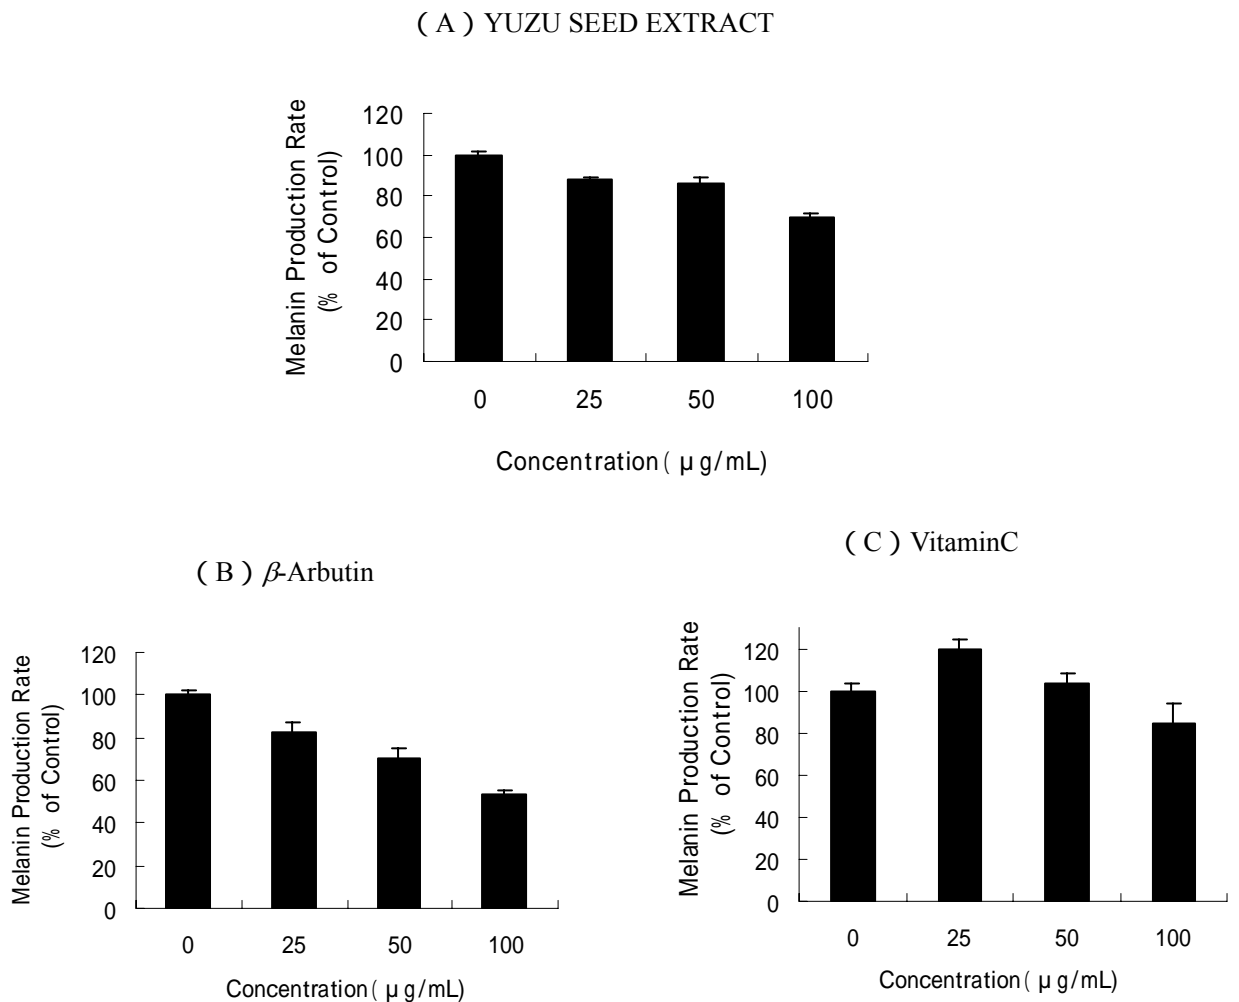 ( A ) YUZU SEED EXTRACT
Melanin Production Rate
(% of Control)
120
100
80
60
40
20
0
0 25 50 100
Concentration( μg/mL)
( B ) β-Arbutin
Melanin Production Rate
(% of Control)
120
100
80
60
40
20
0
0 25 50 100
Concentration( μg/mL)
( C ) VitaminC
Melanin Production Rate
(% of Control)
120
100
80
60
40
20
0
0 25 50 100
Concentration( μg/mL)